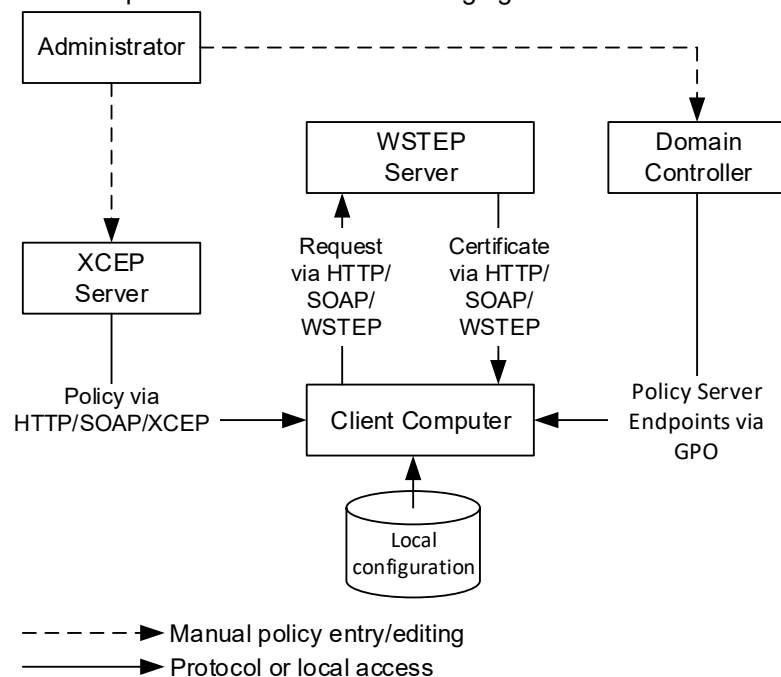 Administrator
WSTEP
Server
Domain
Controller
XCEP
Server
Request
via HTTP/
SOAP/
WSTEP
Certificate
via HTTP/
SOAP/
WSTEP
Policy via
HTTP/SOAP/XCEP
Client Computer
Policy Server
Endpoints via
GPO
Local
configuration
Manual policy entry/editing
Protocol or local access